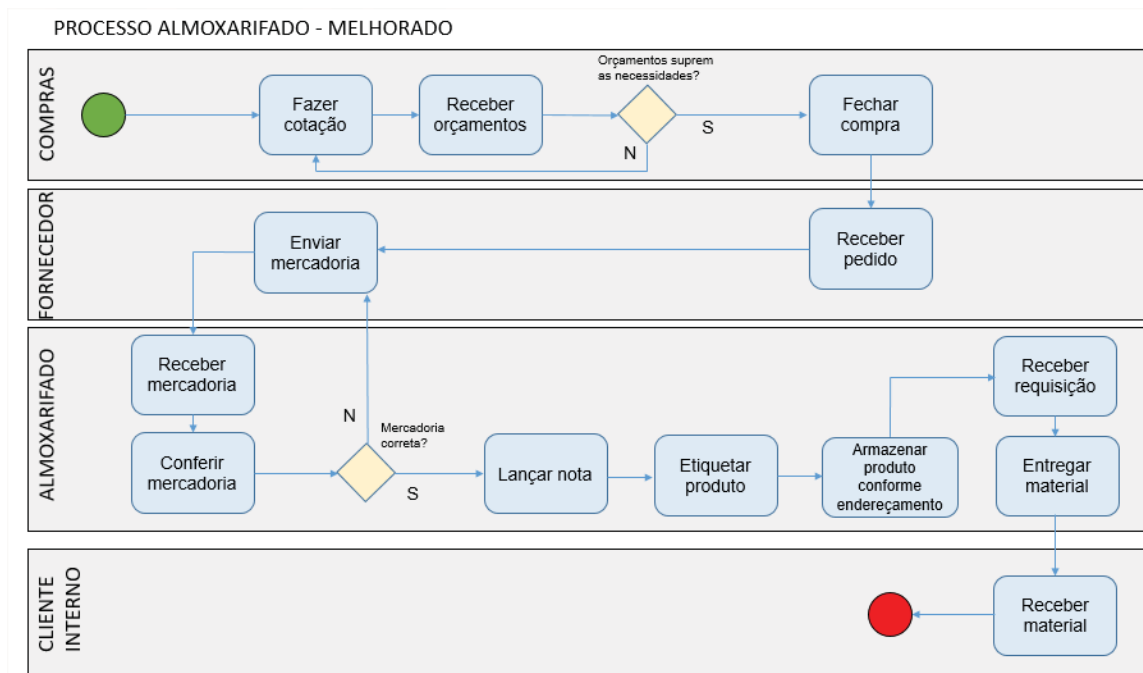 PROCESSO ALMOXARIFADO - MELHORADO
COMPRAS
Fazer
cotação
Receber
orçamentos
Orçamentos suprem
as necessidades?
S
N
Fechar
compra
FORNECEDOR
Enviar
mercadoria
Receber
pedido
ALMOXARIFADO
Receber
mercadoria
Conferir
mercadoria
N
Mercadoria
correta?
S
Lançar nota
Etiquetar
produto
Armazenar
produto
conforme
endereçamento
Receber
requisição
Entregar
material
CLIENTE
INTERNO
Receber
material